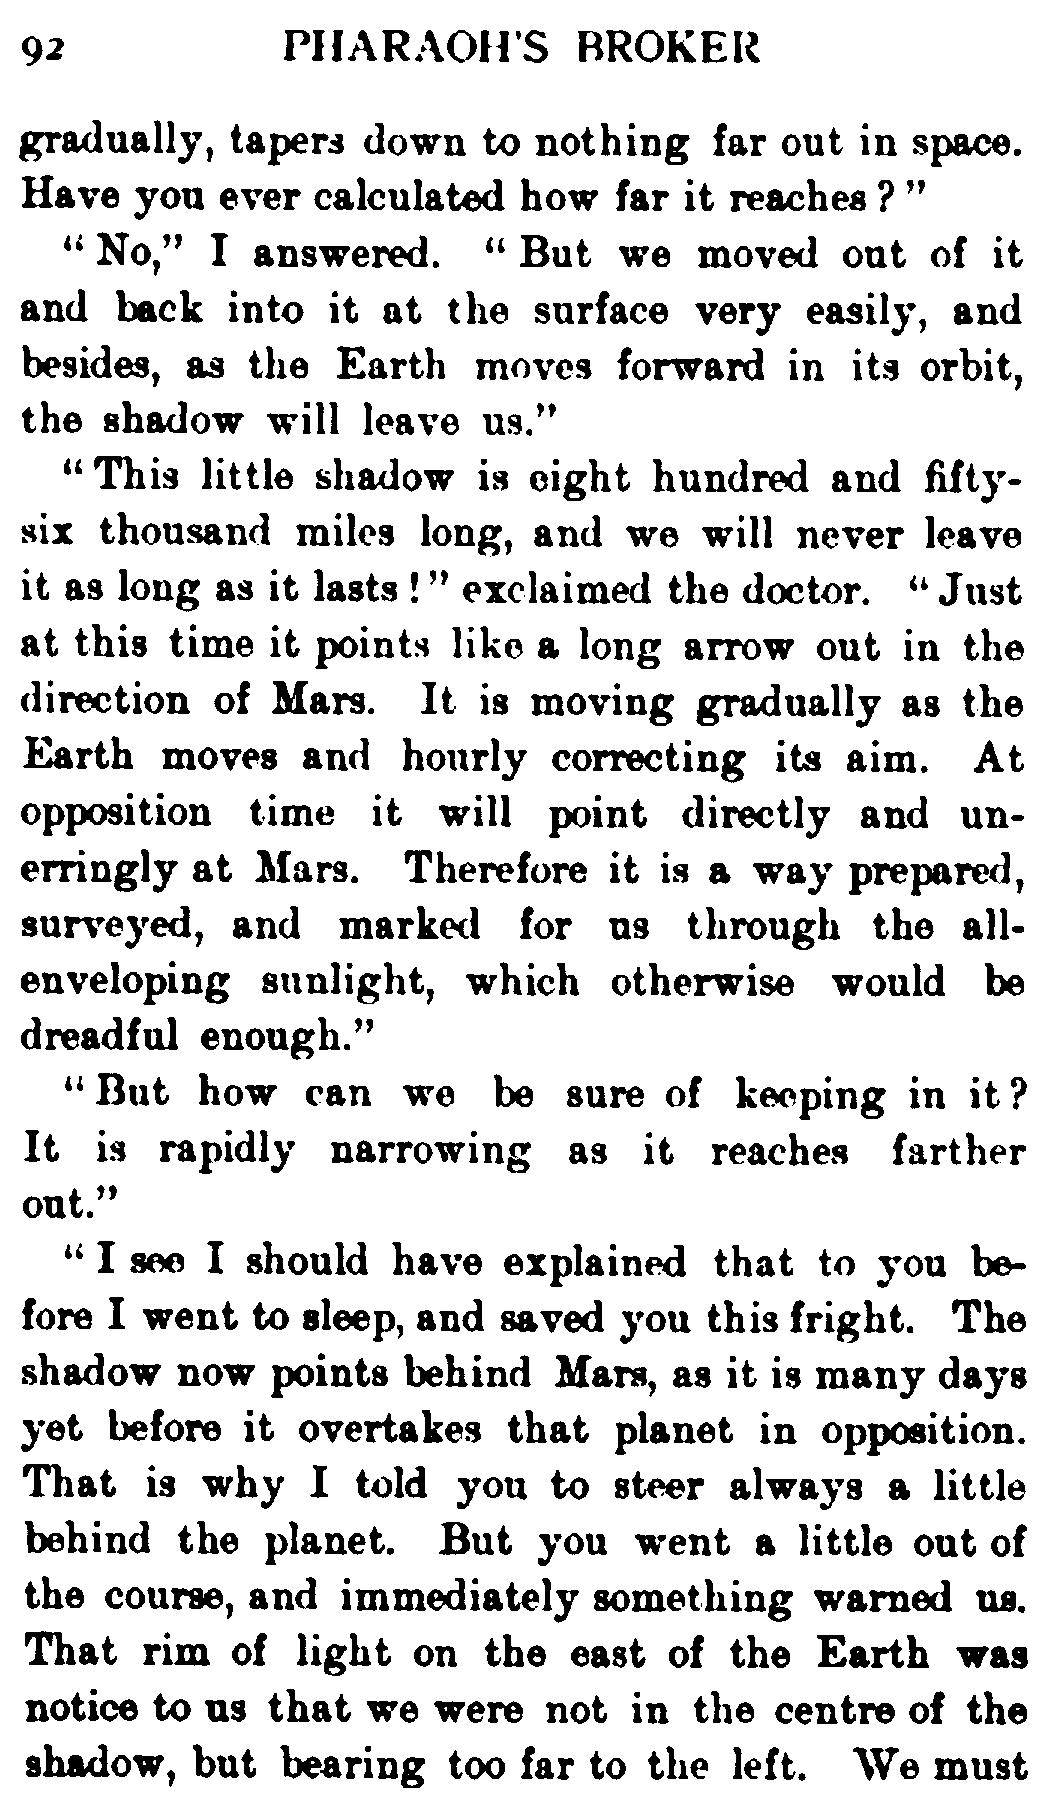 92 PHARAOH'S BROKER
gradually, tapers down to nothing far out in space.
Have you ever calculated how far it reaches?"
"No," I answered. "But we moved out of it
and back into it at the surface very easily, and
besides, as the Earth moves forward in its orbit,
the shadow will leave us."
"This little shadow is eight hundred and fifty-
six thousand miles long, and we will never leave
it as long as it lasts!" exclaimed the doctor. "Just
at this time it points like a long arrow out in the
direction of Mars. It is moving gradually as the
Earth moves and hourly correcting its aim. At
opposition time it will point directly and un-
erringly at Mars. Therefore it is a way prepared,
surveyed, and marked for us through the all-
enveloping sunlight, which otherwise would be
dreadful enough."
"But how can we be sure of keeping in it?
It is rapidly narrowing as it reaches farther
out."
"I see I should have explained that to you be-
fore I went to sleep, and saved you this fright. The
shadow now points behind Mars, as it is many days
yet before it overtakes that planet in opposition.
That is why I told you to steer always a little
behind the planet. But you went a little out of
the course, and immediately something warned us.
That rim of light on the east of the Earth was
notice to us that we were not in the centre of the
shadow, but bearing too far to the left. We must